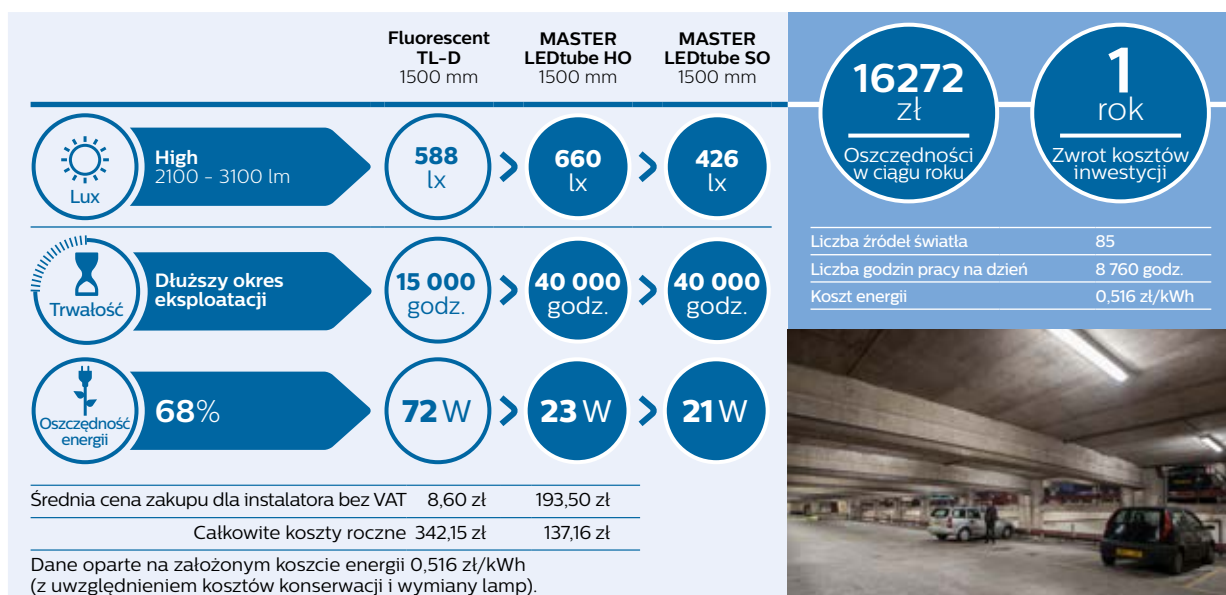 Fluorescent
TL-D
1500 mm
MASTER
LEDtube HO
1500 mm
MASTER
LEDtube SO
1500 mm
Lux
High
2100 - 3100 lm
588
lx
>
660
lx
>
426
lx
Trwałość
Dłuższy okres
eksploatacji
15 000
godz.
>
40 000
godz.
>
40 000
godz.
Oszczędność
energii
68%
72 W
>
23 W
>
21 W
Średnia cena zakupu dla instalatora bez VAT 8,60 zł 193,50 zł
Całkowite koszty roczne 342,15 zł 137,16 zł
Dane oparte na założonym koszcie energii 0,516 zł/kWh
(z uwzględnieniem kosztów konserwacji i wymiany lamp).
16272
zł
Oszczędności
w ciągu roku
1
rok
Zwrot kosztów
inwestycji
Liczba źródeł światła 85
Liczba godzin pracy na dzień 8 760 godz.
Koszt energii 0,516 zł/kWh